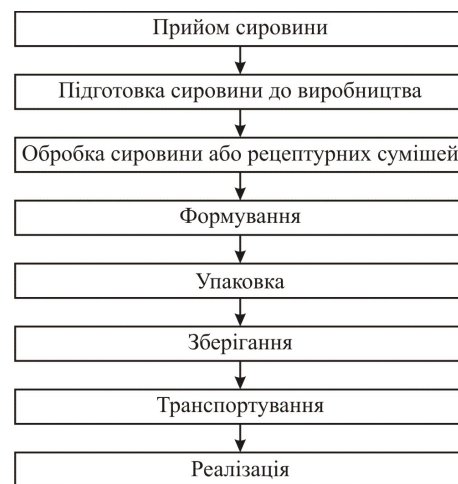 Прийом сировини
Підготовка сировини до виробництва
Обробка сировини або рецептурних сумішей
Формування
Упаковка
Зберігання
Транспортування
Реалізація